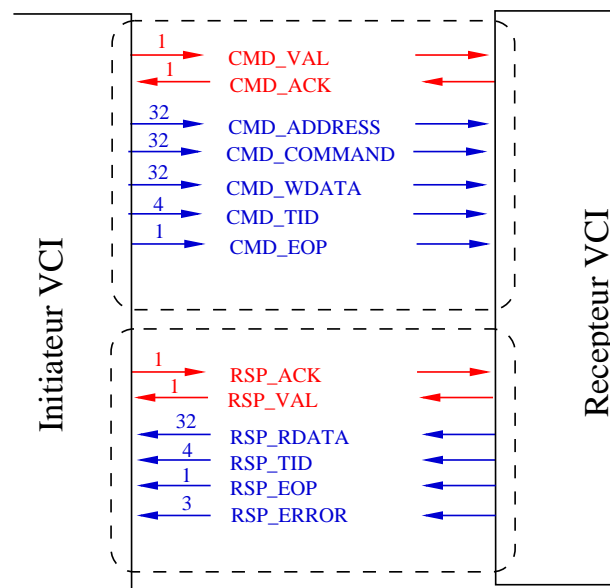 1
CMD_VAL
1
CMD_ACK
32
CMD_ADDRESS
32
CMD_COMMAND
32
CMD_WDATA
4
CMD_TID
1
CMD_EOP
Initiateur VCI
Recepteur VCI
1
RSP_ACK
1
RSP_VAL
32
RSP_RDATA
4
RSP_TID
1
RSP_EOP
3
RSP_ERROR